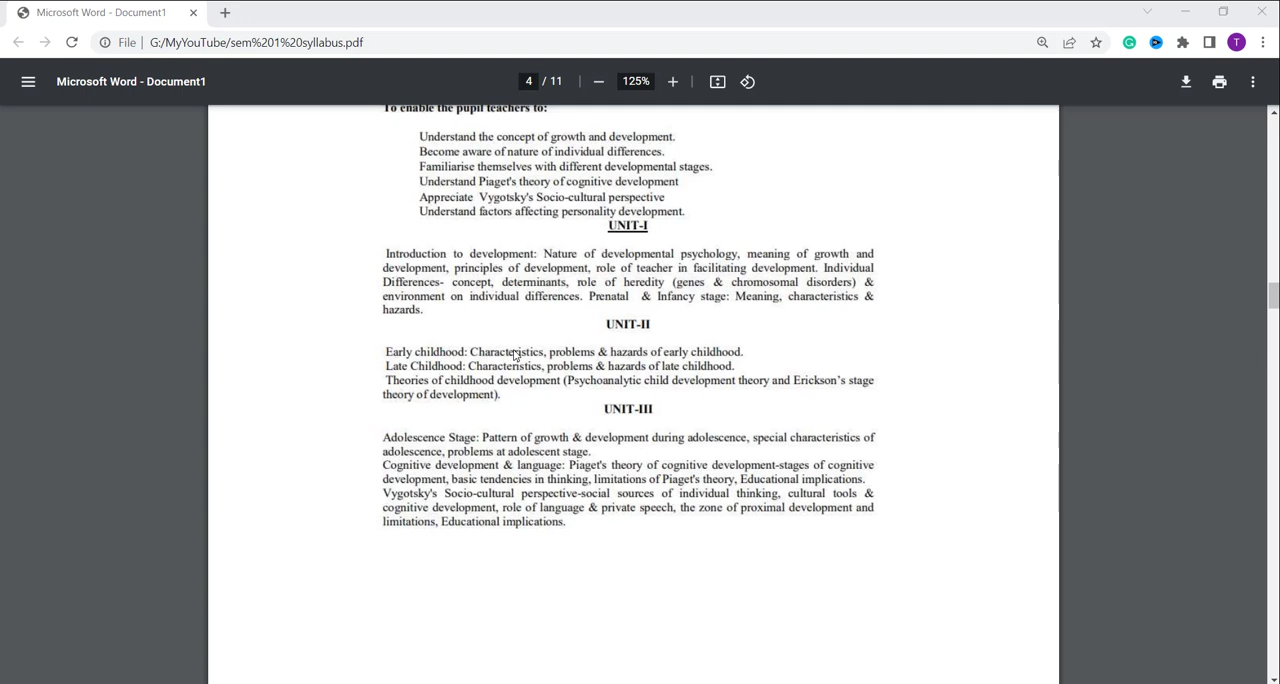 Microsoft Word - Document1
File G:/MyYouTube/sem%201%20syllabus.pdf
T
Microsoft Word - Document1
4 / 11
125%
To enable the pupil teachers to:
Understand the concept of growth and development.
Become aware of nature of individual differences.
Familiarise themselves with different developmental stages.
Understand Piaget's theory of cognitive development
Appreciate Vygotsky's Socio-cultural perspective
Understand factors affecting personality development.
UNIT-I
Introduction to development: Nature of developmental psychology, meaning of growth and
development, principles of development, role of teacher in facilitating development. Individual
Differences- concept, determinants, role of heredity (genes & chromosomal disorders) &
environment on individual differences. Prenatal & Infancy stage: Meaning, characteristics &
hazards.
UNIT-II
Early childhood: Characteristics, problems & hazards of early childhood.
Late Childhood: Characteristics, problems & hazards of late childhood.
Theories of childhood development (Psychoanalytic child development theory and Erickson's stage
theory of development).
UNIT-III
Adolescence Stage: Pattern of growth & development during adolescence, special characteristics of
adolescence, problems at adolescent stage.
Cognitive development & language: Piaget's theory of cognitive development-stages of cognitive
development, basic tendencies in thinking, limitations of Piaget's theory, Educational implications.
Vygotsky's Socio-cultural perspective-social sources of individual thinking, cultural tools &
cognitive development, role of language & private speech, the zone of proximal development and
limitations, Educational implications.